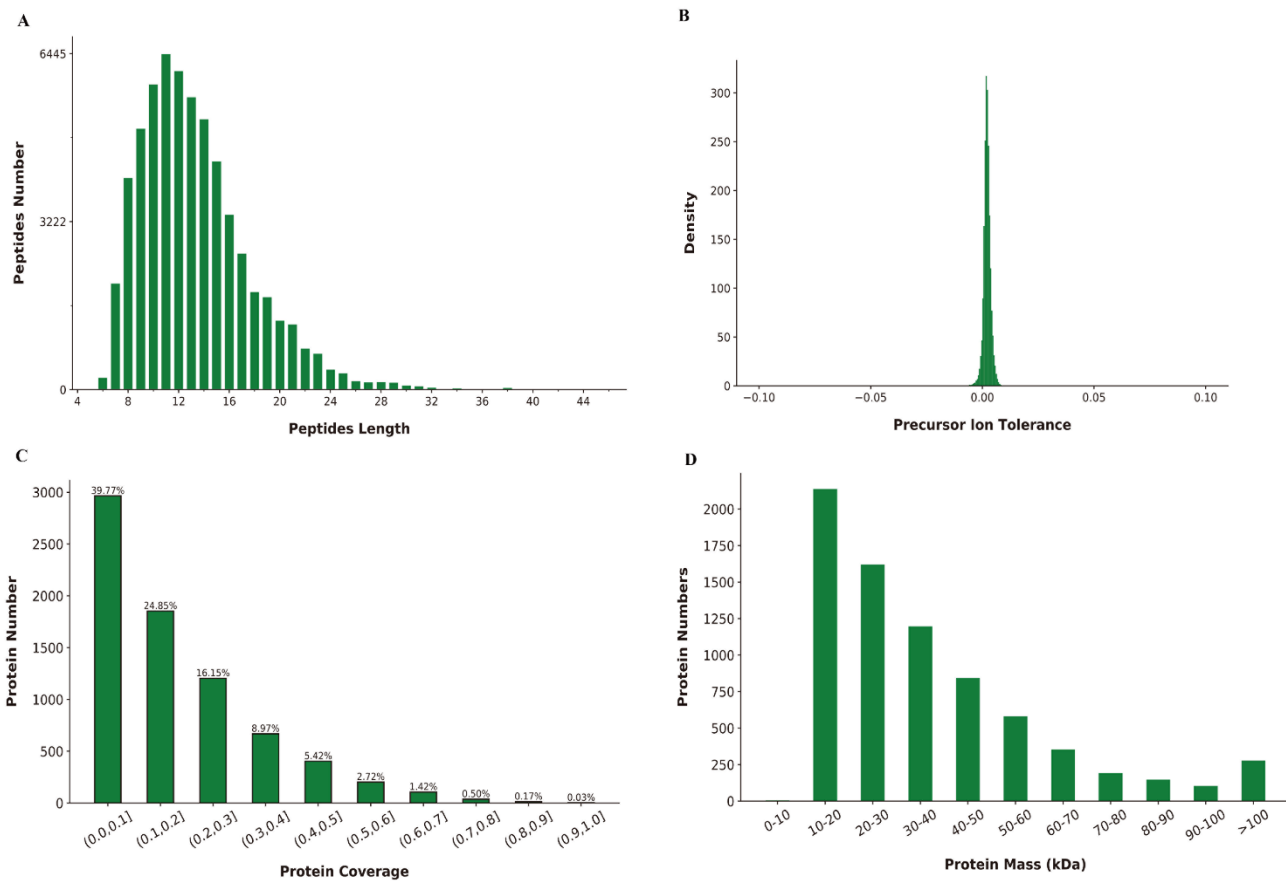 A
Peptides Number
6445
3222
0
4 8 12 16 20 24 28 32 36 40 44
Peptides Length
B
Density
300
250
200
150
100
50
0
−0.10 −0.05 0.00 0.05 0.10
Precursor Ion Tolerance
C
Protein Number
3000
2500
2000
1500
1000
500
0
39.77%
24.85%
16.15%
8.97%
5.42%
2.72%
1.42%
0.50%
0.17%
0.03%
(0.0,0.1] (0.1,0.2] (0.2,0.3] (0.3,0.4] (0.4,0.5] (0.5,0.6] (0.6,0.7] (0.7,0.8] (0.8,0.9] (0.9,1.0]
Protein Coverage
D
Protein Numbers
2000
1750
1500
1250
1000
750
500
250
0
0-10 10-20 20-30 30-40 40-50 50-60 60-70 70-80 80-90 90-100 >100
Protein Mass (kDa)